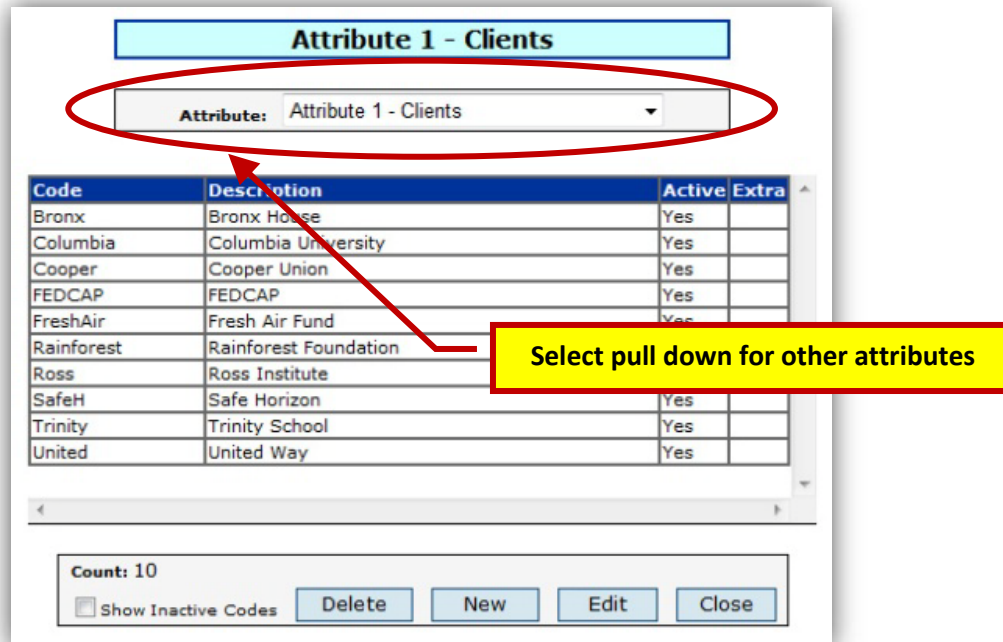 Attribute 1 - Clients
Attribute: Attribute 1 - Clients
Code Description Active Extra
Bronx Bronx House Yes
Columbia Columbia University Yes
Cooper Cooper Union Yes
FEDCAP FEDCAP Yes
FreshAir Fresh Air Fund Yes
Rainforest Rainforest Foundation
Select pull down for other attributes
Ross Ross Institute
SafeH Safe Horizon Yes
Trinity Trinity School Yes
United United Way Yes
Count: 10
Show Inactive Codes Delete New Edit Close